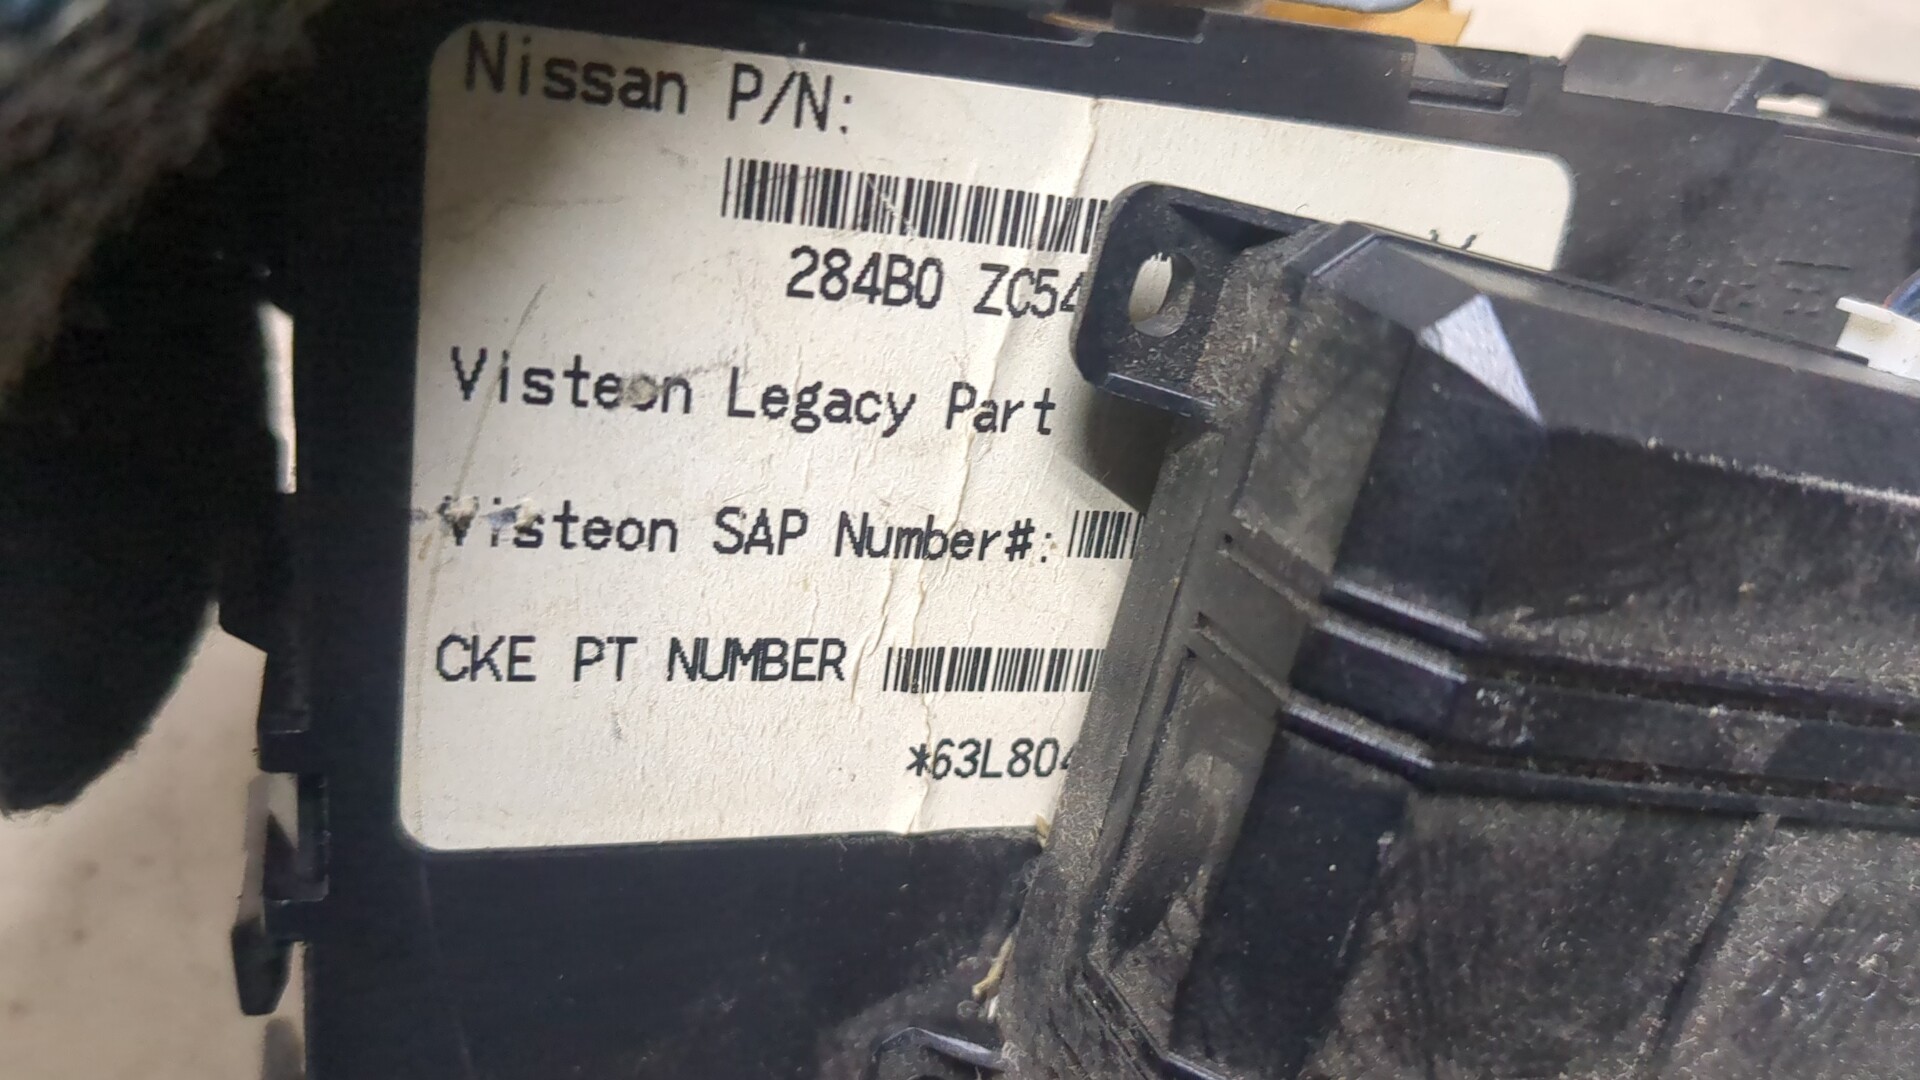 Nissan P/N:
284B0 ZC54
Visteon Legacy Part
Visteon SAP Number#:
CKE PT NUMBER
*63L804